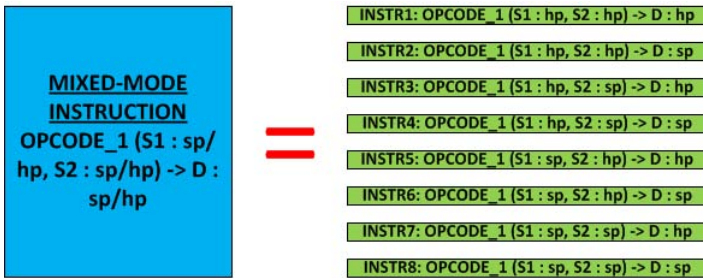 MIXED-MODE
INSTRUCTION
OPCODE_1 (S1 : sp/
hp, S2 : sp/hp) -> D :
sp/hp
=
INSTR1: OPCODE_1 (S1 : hp, S2 : hp) -> D : hp
INSTR2: OPCODE_1 (S1 : hp, S2 : hp) -> D : sp
INSTR3: OPCODE_1 (S1 : hp, S2 : sp) -> D : hp
INSTR4: OPCODE_1 (S1 : hp, S2 : sp) -> D : sp
INSTR5: OPCODE_1 (S1 : sp, S2 : hp) -> D : hp
INSTR6: OPCODE_1 (S1 : sp, S2 : hp) -> D : sp
INSTR7: OPCODE_1 (S1 : sp, S2 : sp) -> D : hp
INSTR8: OPCODE_1 (S1 : sp, S2 : sp) -> D : sp